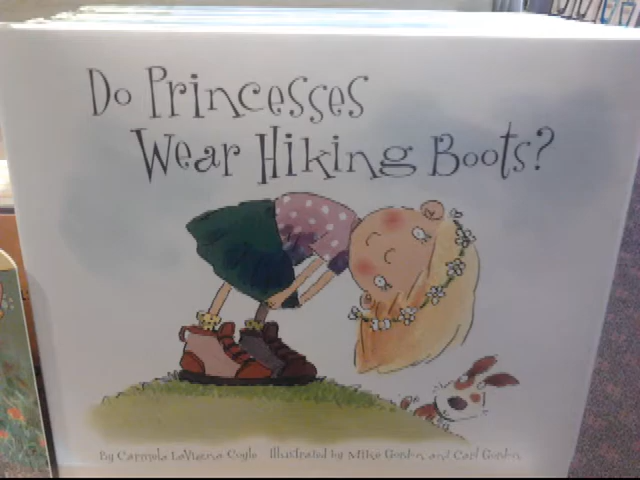 Do Princesses
Wear Hiking Boots?
By Carmela LaVigna Coyle Illustrated by Mike Gordon and Carl Gordon